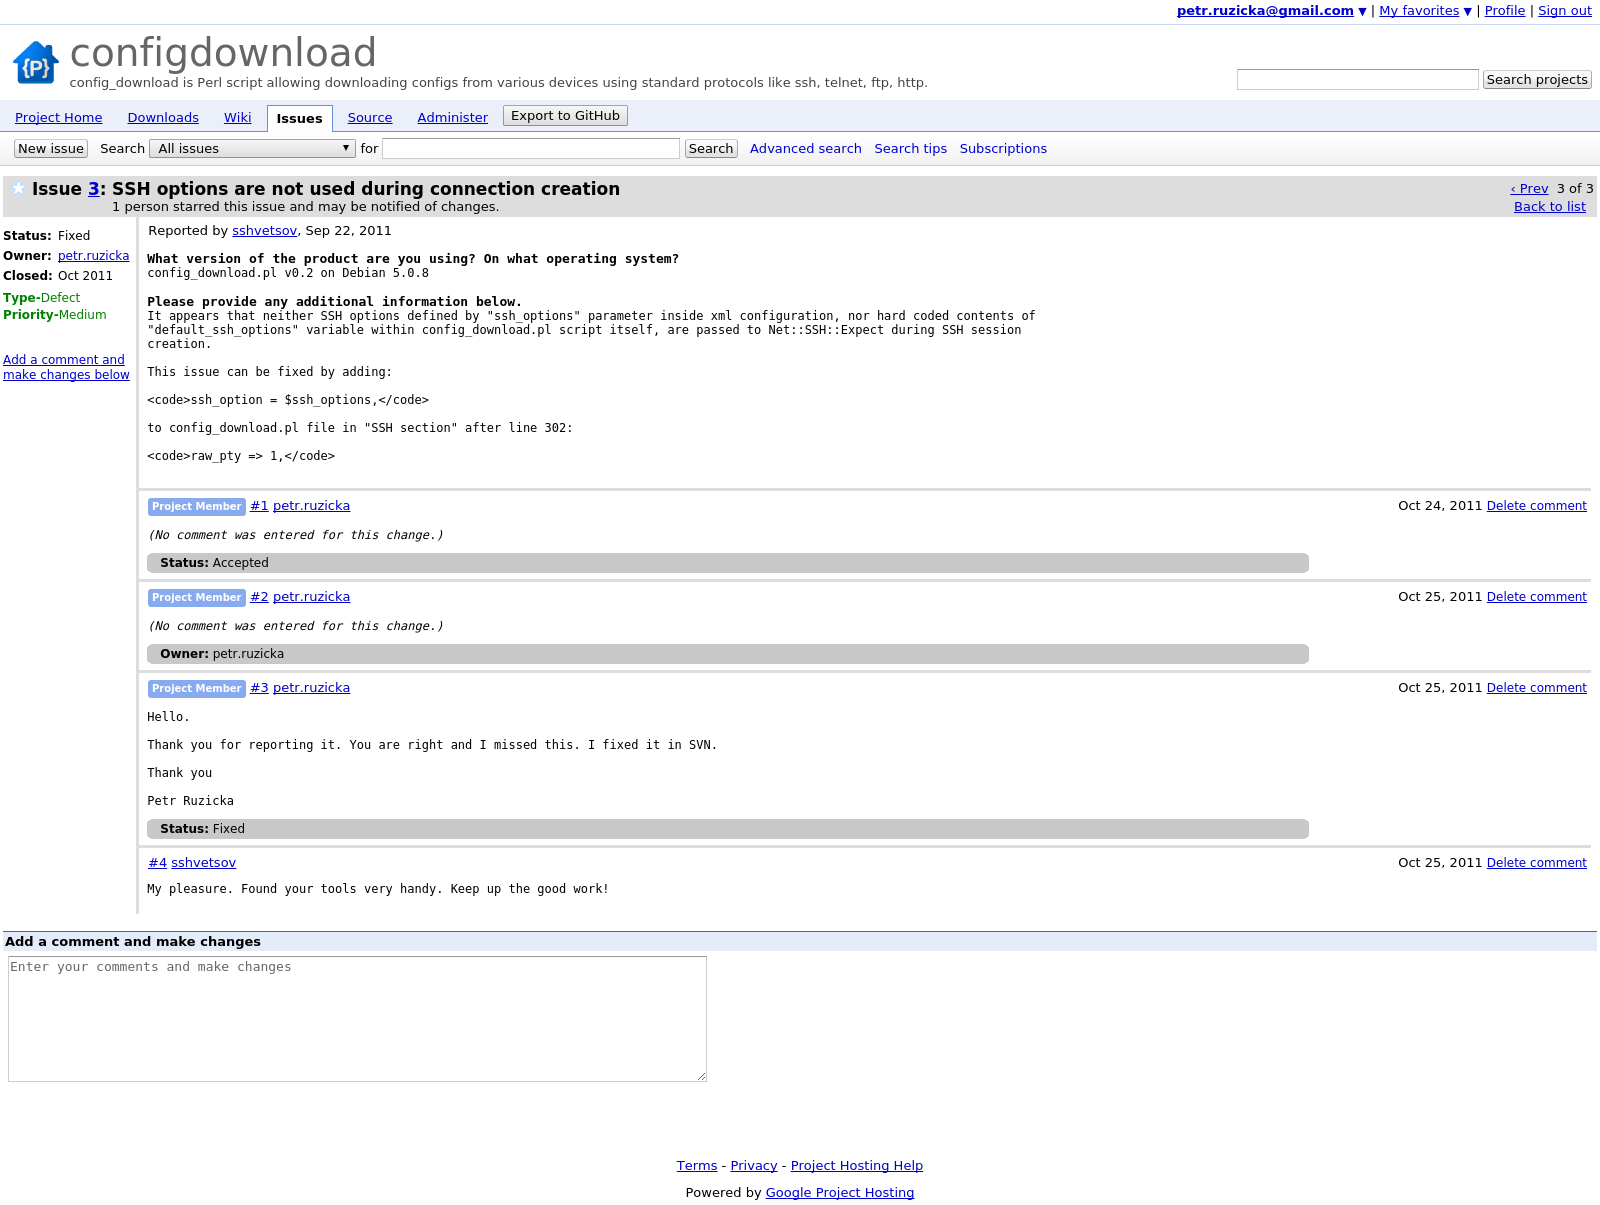 petr.ruzicka@gmail.com ▼ | My favorites ▼ | Profile | Sign out
{P}
configdownload
config_download is Perl script allowing downloading configs from various devices using standard protocols like ssh, telnet, ftp, http.
Search projects
Project Home Downloads Wiki Issues Source Administer Export to GitHub
New issue Search All issues ▼ for Search Advanced search Search tips Subscriptions
Issue 3: SSH options are not used during connection creation
1 person starred this issue and may be notified of changes.
‹ Prev 3 of 3
Back to list
Status: Fixed
Owner: petr.ruzicka
Closed: Oct 2011
Type-Defect
Priority-Medium
Add a comment and
make changes below
Reported by sshvetsov, Sep 22, 2011
What version of the product are you using? On what operating system?
config_download.pl v0.2 on Debian 5.0.8
Please provide any additional information below.
It appears that neither SSH options defined by "ssh_options" parameter inside xml configuration, nor hard coded contents of
"default_ssh_options" variable within config_download.pl script itself, are passed to Net::SSH::Expect during SSH session
creation.
This issue can be fixed by adding:
<code>ssh_option = $ssh_options,</code>
to config_download.pl file in "SSH section" after line 302:
<code>raw_pty => 1,</code>
Project Member #1 petr.ruzicka Oct 24, 2011 Delete comment
(No comment was entered for this change.)
Status: Accepted
Project Member #2 petr.ruzicka Oct 25, 2011 Delete comment
(No comment was entered for this change.)
Owner: petr.ruzicka
Project Member #3 petr.ruzicka Oct 25, 2011 Delete comment
Hello.
Thank you for reporting it. You are right and I missed this. I fixed it in SVN.
Thank you
Petr Ruzicka
Status: Fixed
#4 sshvetsov Oct 25, 2011 Delete comment
My pleasure. Found your tools very handy. Keep up the good work!
Add a comment and make changes
Enter your comments and make changes
Terms - Privacy - Project Hosting Help
Powered by Google Project Hosting